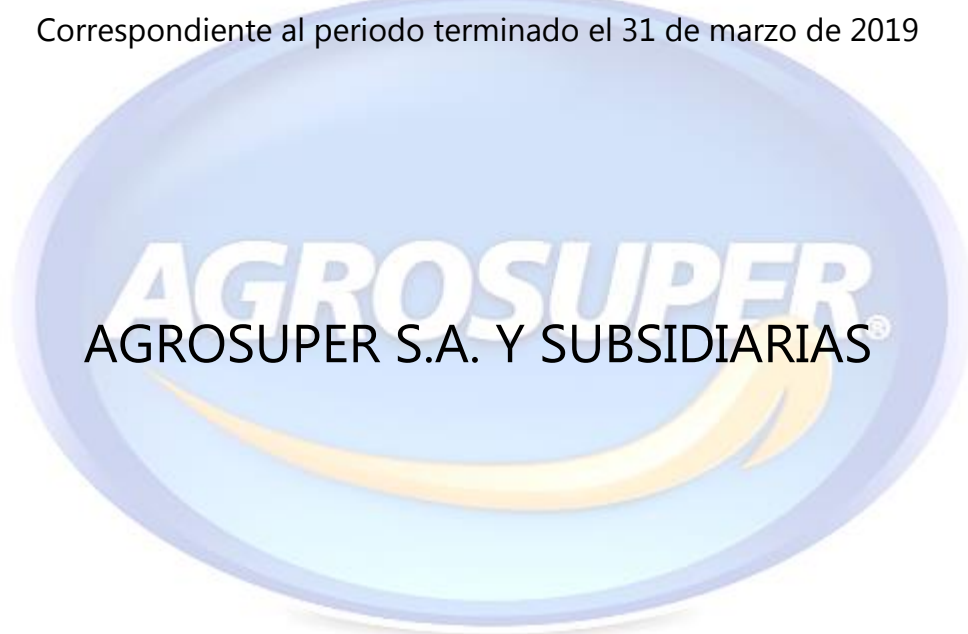 Correspondiente al periodo terminado el 31 de marzo de 2019
AGROSUPER®
AGROSUPER S.A. Y SUBSIDIARIAS